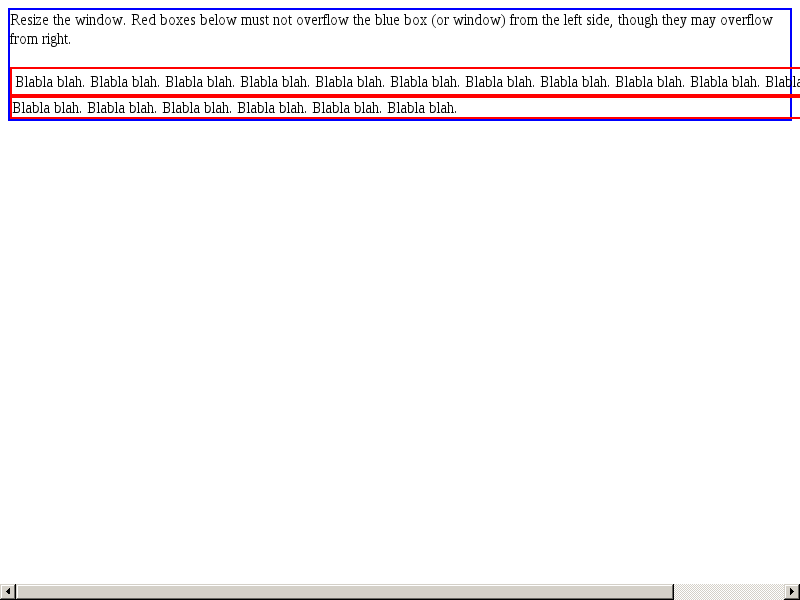 Resize the window. Red boxes below must not overflow the blue box (or window) from the left side, though they may overflow
from right.
Blabla blah. Blabla blah. Blabla blah. Blabla blah. Blabla blah. Blabla blah. Blabla blah. Blabla blah. Blabla blah. Blabla blah. Blabla
Blabla blah. Blabla blah. Blabla blah. Blabla blah. Blabla blah. Blabla blah.